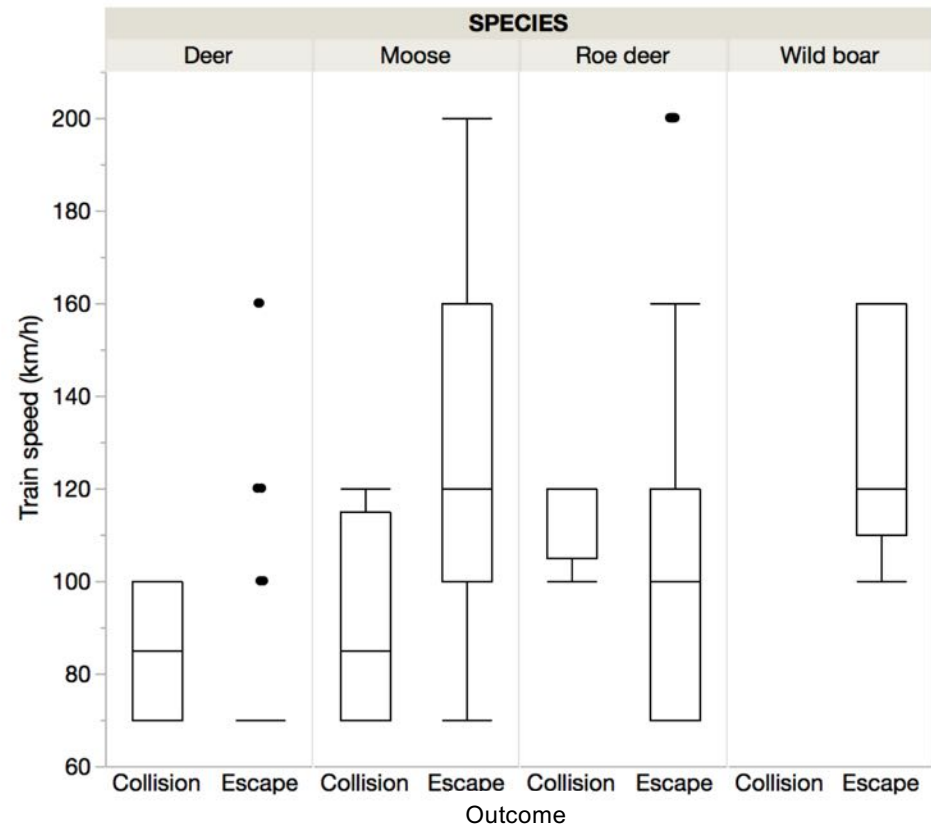 SPECIES
Deer Moose Roe deer Wild boar
200
180
160
140
120
100
80
60
Train speed (km/h)
Collision Escape Collision Escape Collision Escape Collision Escape
Outcome